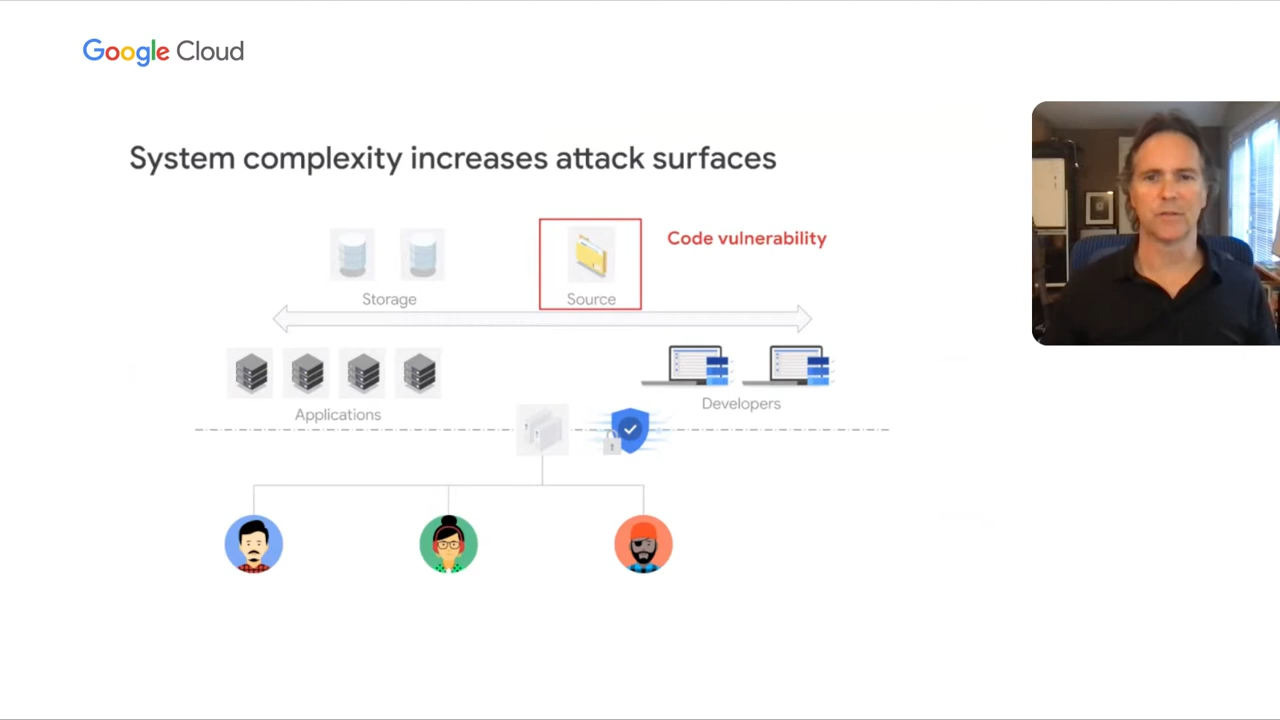 Google Cloud
System complexity increases attack surfaces
Code vulnerability
Storage
Source
Developers
Applications